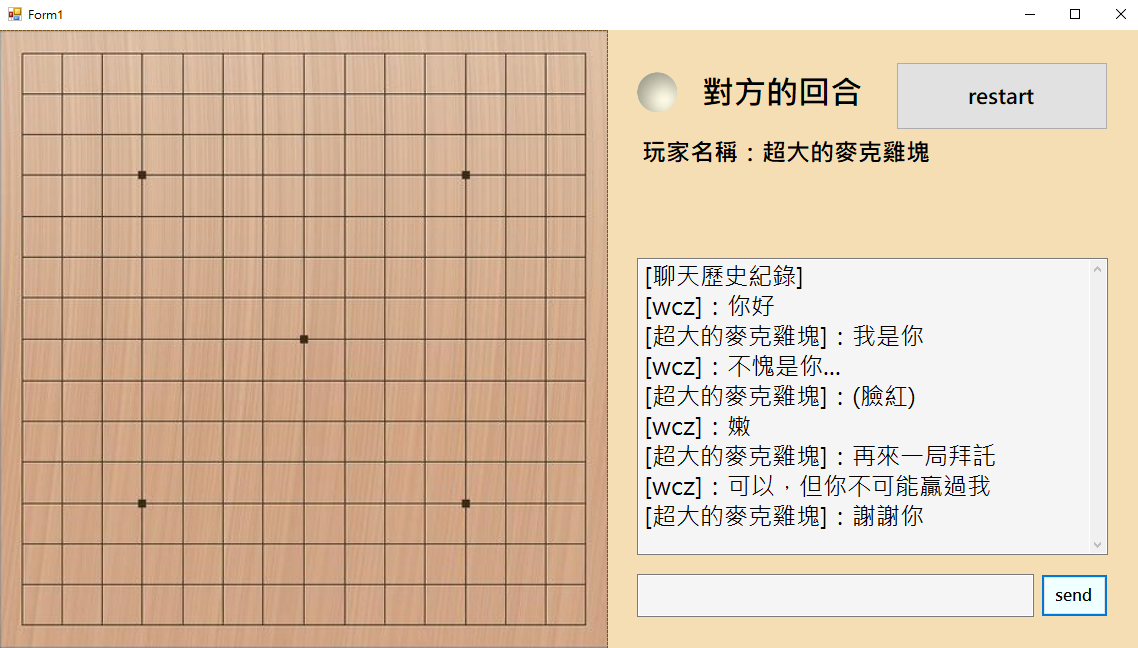 Form1
對方的回合
restart
玩家名稱：超大的麥克雞塊
[聊天歷史紀錄]
[wcz]：你好
[超大的麥克雞塊]：我是你
[wcz]：不愧是你...
[超大的麥克雞塊]：(臉紅)
[wcz]：嫩
[超大的麥克雞塊]：再來一局拜託
[wcz]：可以，但你不可能贏過我
[超大的麥克雞塊]：謝謝你
send